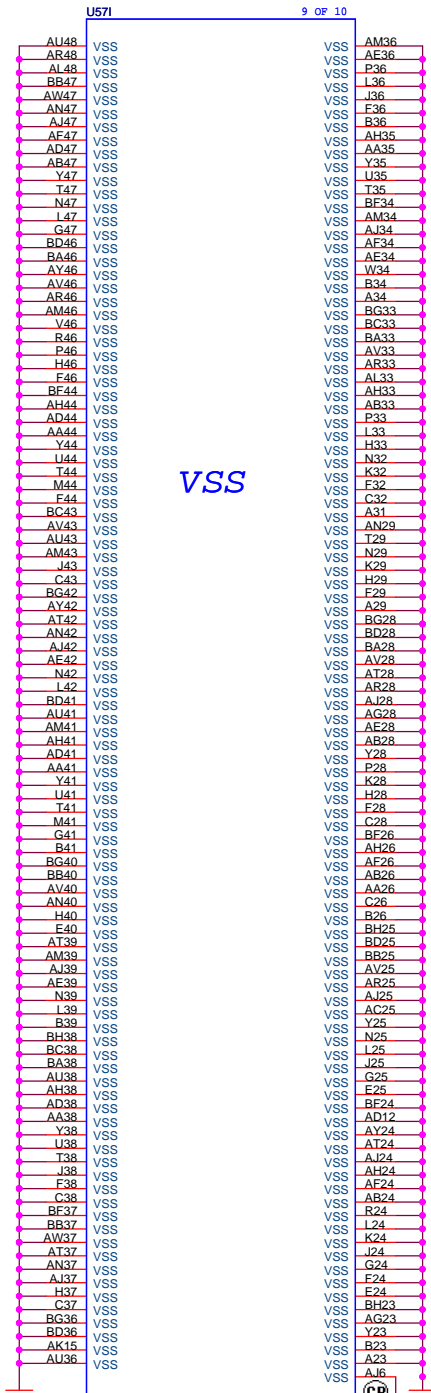 U57I 9 OF 10
AU48 VSS VSS AM36
AR48 VSS VSS AE36
AL48 VSS VSS P36
BB47 VSS VSS L36
AW47 VSS VSS J36
AN47 VSS VSS F36
AJ47 VSS VSS B36
AF47 VSS VSS AH35
AD47 VSS VSS AA35
AB47 VSS VSS Y35
Y47 VSS VSS U35
T47 VSS VSS T35
N47 VSS VSS BF34
L47 VSS VSS AM34
G47 VSS VSS AJ34
BD46 VSS VSS AF34
BA46 VSS VSS AE34
AY46 VSS VSS W34
AV46 VSS VSS B34
AR46 VSS VSS A34
AM46 VSS VSS BG33
V46 VSS VSS BC33
R46 VSS VSS BA33
P46 VSS VSS AV33
H46 VSS VSS AR33
F46 VSS VSS AL33
BF44 VSS VSS AH33
AH44 VSS VSS AB33
AD44 VSS VSS P33
AA44 VSS VSS L33
Y44 VSS VSS H33
U44 VSS VSS N32
T44 VSS VSS K32
VSS
M44 VSS VSS F32
F44 VSS VSS C32
BC43 VSS VSS A31
AV43 VSS VSS AN29
AU43 VSS VSS T29
AM43 VSS VSS N29
J43 VSS VSS K29
C43 VSS VSS H29
BG42 VSS VSS F29
AY42 VSS VSS A29
AT42 VSS VSS BG28
AN42 VSS VSS BD28
AJ42 VSS VSS BA28
AE42 VSS VSS AV28
N42 VSS VSS AT28
L42 VSS VSS AR28
BD41 VSS VSS AJ28
AU41 VSS VSS AG28
AM41 VSS VSS AE28
AH41 VSS VSS AB28
AD41 VSS VSS Y28
AA41 VSS VSS P28
Y41 VSS VSS K28
U41 VSS VSS H28
T41 VSS VSS F28
M41 VSS VSS C28
G41 VSS VSS BF26
B41 VSS VSS AH26
BG40 VSS VSS AF26
BB40 VSS VSS AB26
AV40 VSS VSS AA26
AN40 VSS VSS C26
H40 VSS VSS B26
E40 VSS VSS BH25
AT39 VSS VSS BD25
AM39 VSS VSS BB25
AJ39 VSS VSS AV25
AE39 VSS VSS AR25
N39 VSS VSS AJ25
L39 VSS VSS AC25
B39 VSS VSS Y25
BH38 VSS VSS N25
BC38 VSS VSS L25
BA38 VSS VSS J25
AU38 VSS VSS G25
AH38 VSS VSS E25
AD38 VSS VSS BF24
AA38 VSS VSS AD12
Y38 VSS VSS AY24
U38 VSS VSS AT24
T38 VSS VSS AJ24
J38 VSS VSS AH24
F38 VSS VSS AF24
C38 VSS VSS AB24
BF37 VSS VSS R24
BB37 VSS VSS L24
AW37 VSS VSS K24
AT37 VSS VSS J24
AN37 VSS VSS G24
AJ37 VSS VSS F24
H37 VSS VSS E24
C37 VSS VSS BH23
BG36 VSS VSS AG23
BD36 VSS VSS Y23
AK15 VSS VSS B23
AU36 VSS VSS A23
VSS AJ6